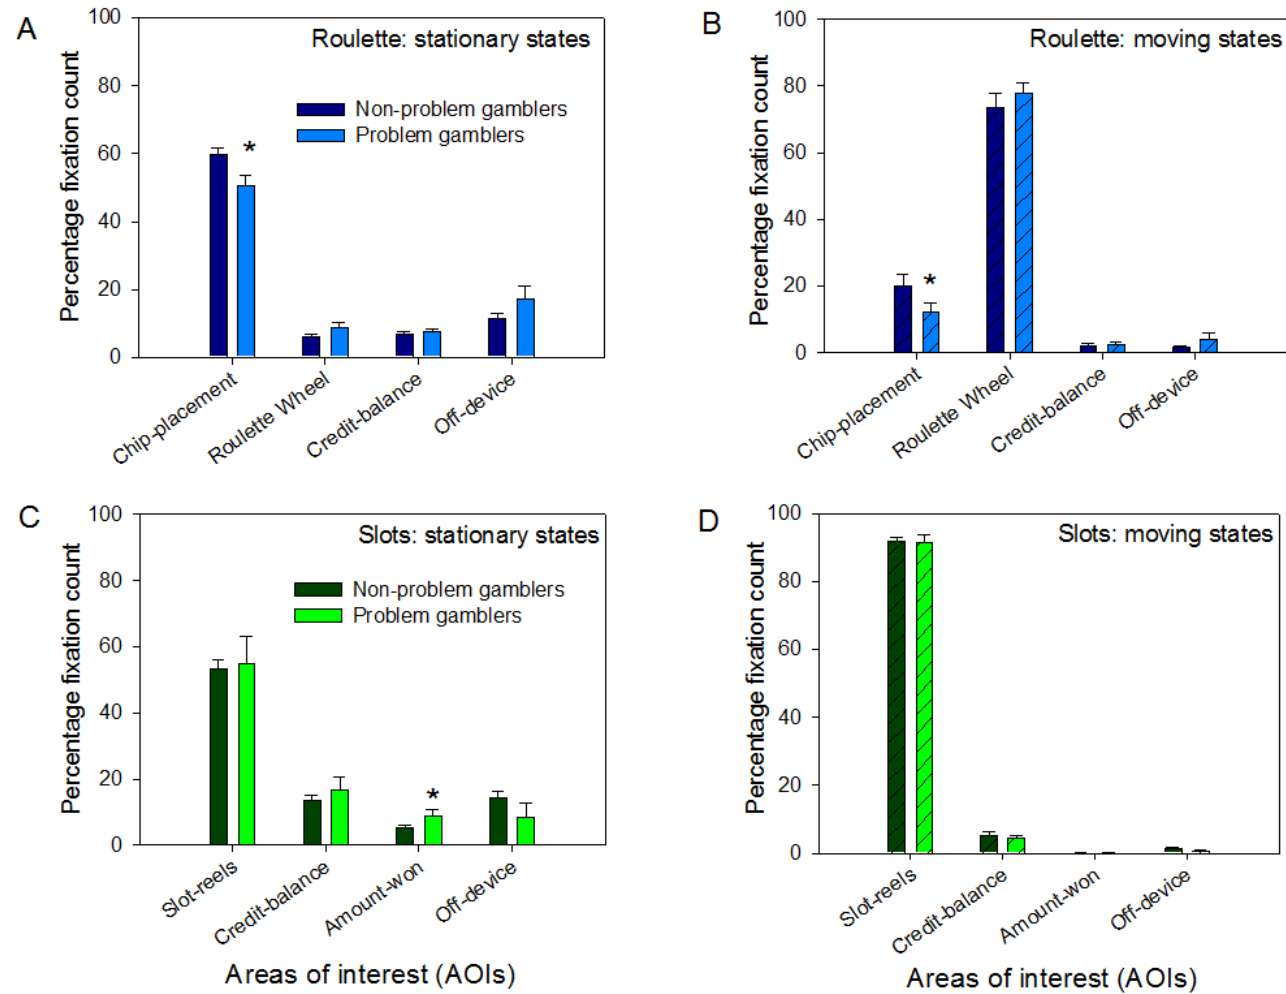 A
Roulette: stationary states
Percentage fixation count
100
80
60
40
20
0
Non-problem gamblers
Problem gamblers
*
Chip-placement
Roulette Wheel
Credit-balance
Off-device
B
Roulette: moving states
Percentage fixation count
100
80
60
40
20
0
*
Chip-placement
Roulette Wheel
Credit-balance
Off-device
C
Slots: stationary states
Percentage fixation count
100
80
60
40
20
0
Non-problem gamblers
Problem gamblers
*
Slot-reels
Credit-balance
Amount-won
Off-device
Areas of interest (AOIs)
D
Slots: moving states
Percentage fixation count
100
80
60
40
20
0
Slot-reels
Credit-balance
Amount-won
Off-device
Areas of interest (AOIs)